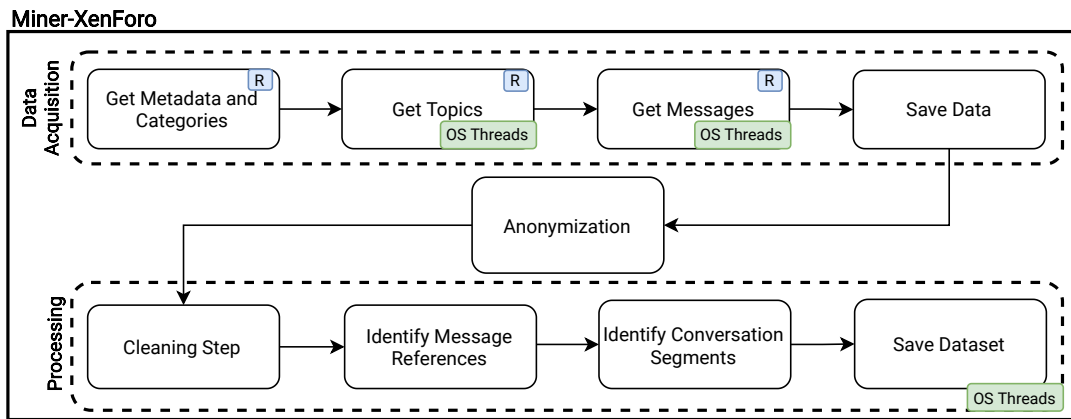 Miner-XenForo
Data
Acquisition
R
Get Metadata and
Categories
R
Get Topics
OS Threads
R
Get Messages
OS Threads
Save Data
Anonymization
Processing
Cleaning Step
Identify Message
References
Identify Conversation
Segments
Save Dataset
OS Threads